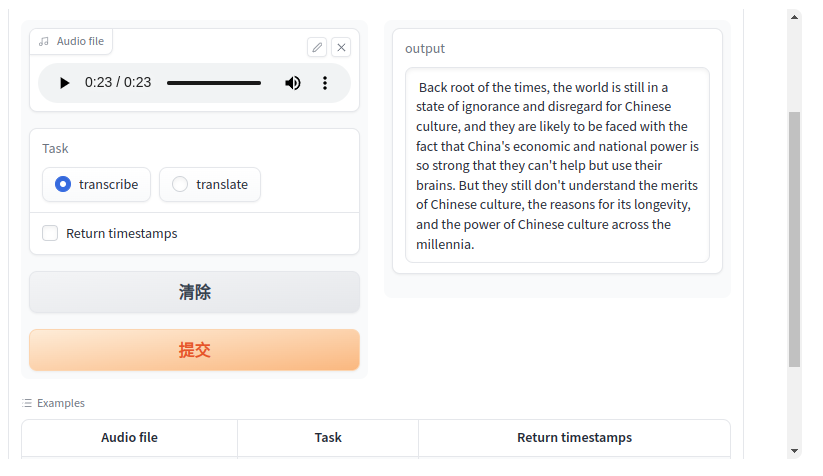 Audio file
0:23 / 0:23
Task
transcribe
translate
Return timestamps
清除
提交
output
Back root of the times, the world is still in a
state of ignorance and disregard for Chinese
culture, and they are likely to be faced with the
fact that China's economic and national power is
so strong that they can't help but use their
brains. But they still don't understand the merits
of Chinese culture, the reasons for its longevity,
and the power of Chinese culture across the
millennia.
Examples
Audio file Task Return timestamps